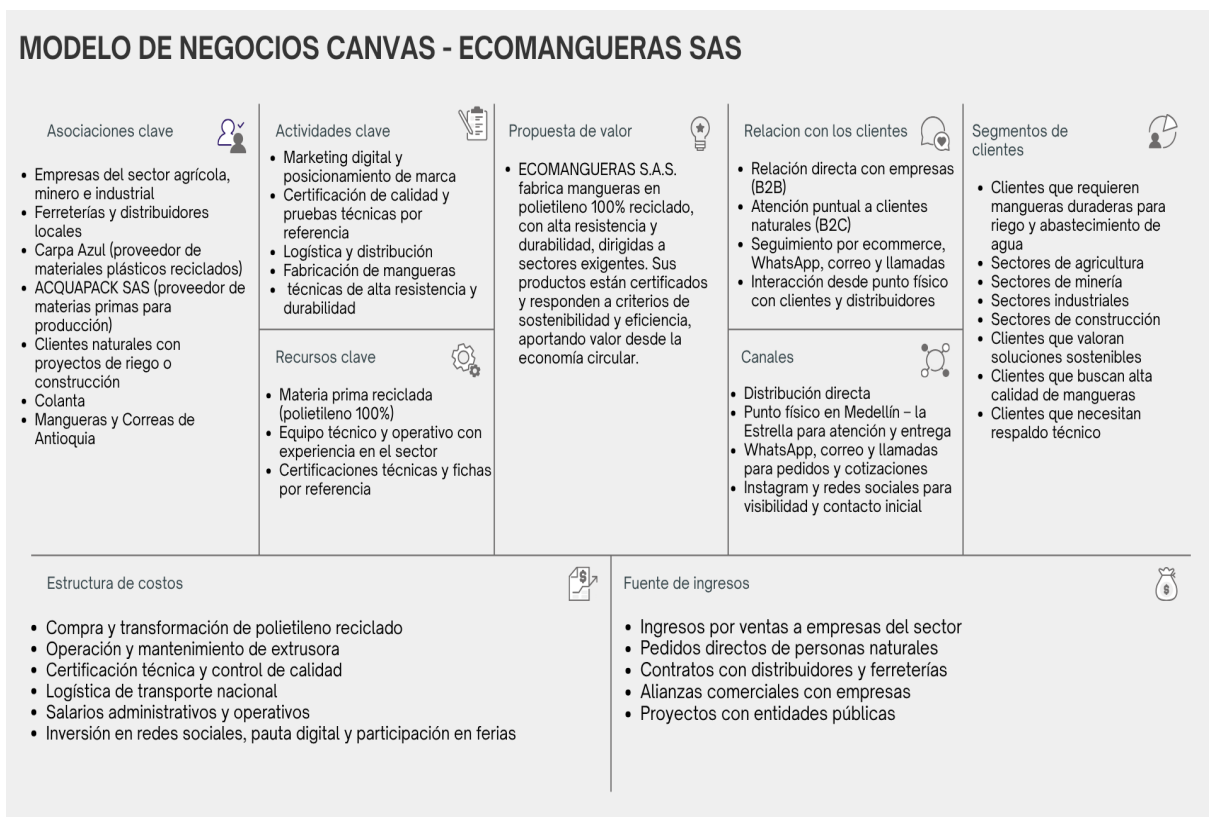 MODELO DE NEGOCIOS CANVAS - ECOMANGUERAS SAS
Asociaciones clave
• Empresas del sector agrícola,
minero e industrial
• Ferreterías y distribuidores
locales
• Carpa Azul (proveedor de
materiales plásticos reciclados)
• ACQUAPACK SAS (proveedor de
materias primas para
producción)
• Clientes naturales con
proyectos de riego o
construcción
• Colanta
• Mangueras y Correas de
Antioquia
Actividades clave
• Marketing digital y
posicionamiento de marca
• Certificación de calidad y
pruebas técnicas por
referencia
• Logística y distribución
• Fabricación de mangueras
• técnicas de alta resistencia y
durabilidad
Recursos clave
• Materia prima reciclada
(polietileno 100%)
• Equipo técnico y operativo con
experiencia en el sector
• Certificaciones técnicas y fichas
por referencia
Propuesta de valor
• ECOMANGUERAS S.A.S.
fabrica mangueras en
polietileno 100% reciclado,
con alta resistencia y
durabilidad, dirigidas a
sectores exigentes. Sus
productos están certificados
y responden a criterios de
sostenibilidad y eficiencia,
aportando valor desde la
economía circular.
Relacion con los clientes
• Relación directa con empresas
(B2B)
• Atención puntual a clientes
naturales (B2C)
• Seguimiento por ecommerce,
WhatsApp, correo y llamadas
• Interacción desde punto físico
con clientes y distribuidores
Canales
• Distribución directa
• Punto físico en Medellín – la
Estrella para atención y entrega
• WhatsApp, correo y llamadas
para pedidos y cotizaciones
• Instagram y redes sociales para
visibilidad y contacto inicial
Segmentos de
clientes
• Clientes que requieren
mangueras duraderas para
riego y abastecimiento de
agua
• Sectores de agricultura
• Sectores de minería
• Sectores industriales
• Sectores de construcción
• Clientes que valoran
soluciones sostenibles
• Clientes que buscan alta
calidad de mangueras
• Clientes que necesitan
respaldo técnico
Estructura de costos
• Compra y transformación de polietileno reciclado
• Operación y mantenimiento de extrusora
• Certificación técnica y control de calidad
• Logística de transporte nacional
• Salarios administrativos y operativos
• Inversión en redes sociales, pauta digital y participación en ferias
Fuente de ingresos
• Ingresos por ventas a empresas del sector
• Pedidos directos de personas naturales
• Contratos con distribuidores y ferreterías
• Alianzas comerciales con empresas
• Proyectos con entidades públicas